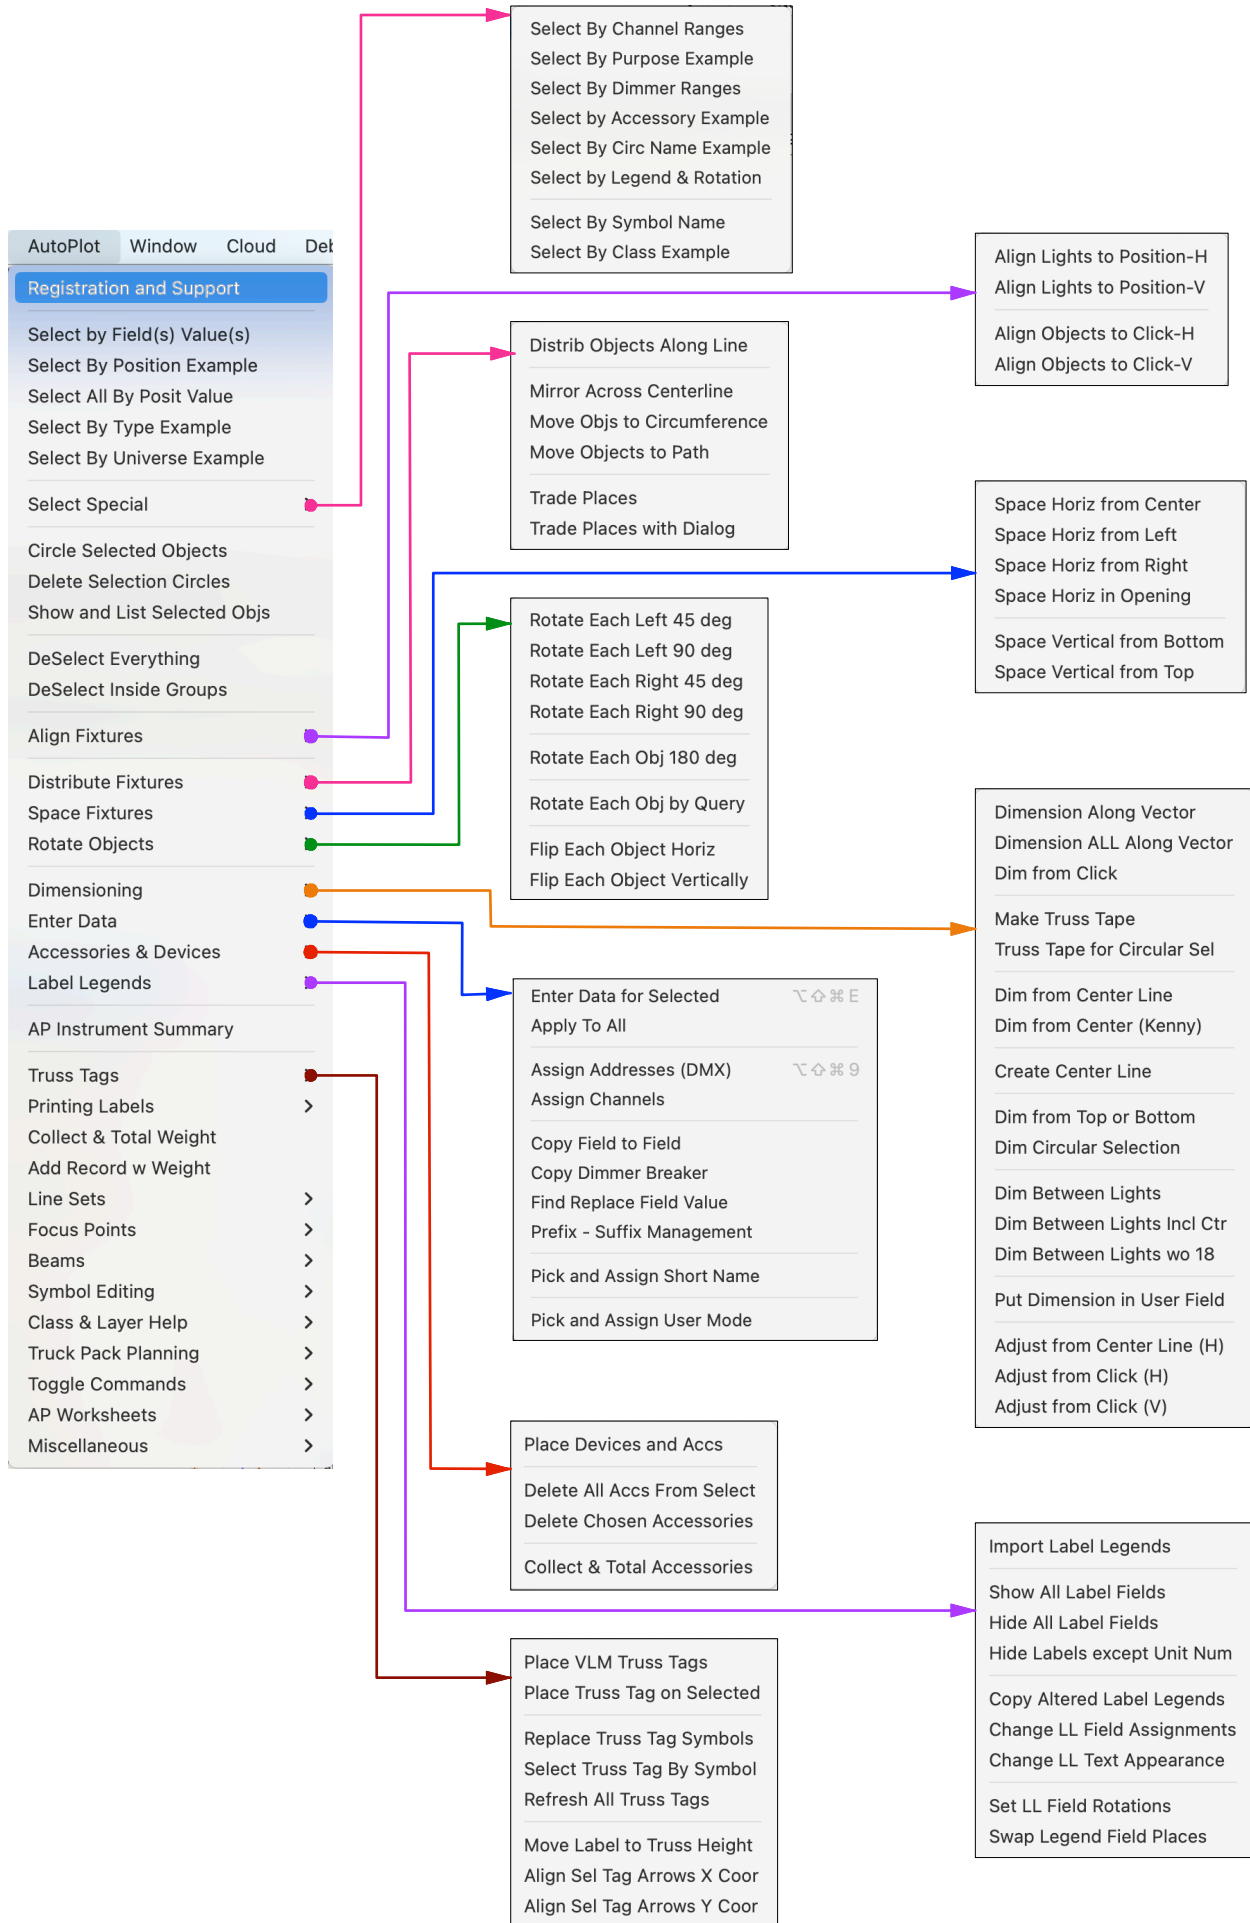 AutoPlot Window Cloud
Registration and Support
Select by Field(s) Value(s)
Select By Position Example
Select All By Posit Value
Select By Type Example
Select By Universe Example
Select Special
Circle Selected Objects
Delete Selection Circles
Show and List Selected Objs
DeSelect Everything
DeSelect Inside Groups
Align Fixtures
Distribute Fixtures
Space Fixtures
Rotate Objects
Dimensioning
Enter Data
Accessories & Devices
Label Legends
AP Instrument Summary
Truss Tags
Printing Labels
Collect & Total Weight
Add Record w Weight
Line Sets
Focus Points
Beams
Symbol Editing
Class & Layer Help
Truck Pack Planning
Toggle Commands
AP Worksheets
Miscellaneous
Select By Channel Ranges
Select By Purpose Example
Select By Dimmer Ranges
Select by Accessory Example
Select By Circ Name Example
Select by Legend & Rotation
Select By Symbol Name
Select By Class Example
Distrib Objects Along Line
Mirror Across Centerline
Move Objs to Circumference
Move Objects to Path
Trade Places
Trade Places with Dialog
Rotate Each Left 45 deg
Rotate Each Left 90 deg
Rotate Each Right 45 deg
Rotate Each Right 90 deg
Rotate Each Obj 180 deg
Rotate Each Obj by Query
Flip Each Object Horiz
Flip Each Object Vertically
Enter Data for Selected ⌥⇧⌘E
Apply To All
Assign Addresses (DMX) ⌥⇧⌘9
Assign Channels
Copy Field to Field
Copy Dimmer Breaker
Find Replace Field Value
Prefix - Suffix Management
Pick and Assign Short Name
Pick and Assign User Mode
Place Devices and Accs
Delete All Accs From Select
Delete Chosen Accessories
Collect & Total Accessories
Place VLM Truss Tags
Place Truss Tag on Selected
Replace Truss Tag Symbols
Select Truss Tag By Symbol
Refresh All Truss Tags
Move Label to Truss Height
Align Sel Tag Arrows X Coor
Align Sel Tag Arrows Y Coor
Align Lights to Position-H
Align Lights to Position-V
Align Objects to Click-H
Align Objects to Click-V
Space Horiz from Center
Space Horiz from Left
Space Horiz from Right
Space Horiz in Opening
Space Vertical from Bottom
Space Vertical from Top
Dimension Along Vector
Dimension ALL Along Vector
Dim from Click
Make Truss Tape
Truss Tape for Circular Sel
Dim from Center Line
Dim from Center (Kenny)
Create Center Line
Dim from Top or Bottom
Dim Circular Selection
Dim Between Lights
Dim Between Lights Incl Ctr
Dim Between Lights wo 18
Put Dimension in User Field
Adjust from Center Line (H)
Adjust from Click (H)
Adjust from Click (V)
Import Label Legends
Show All Label Fields
Hide All Label Fields
Hide Labels except Unit Num
Copy Altered Label Legends
Change LL Field Assignments
Change LL Text Appearance
Set LL Field Rotations
Swap Legend Field Places